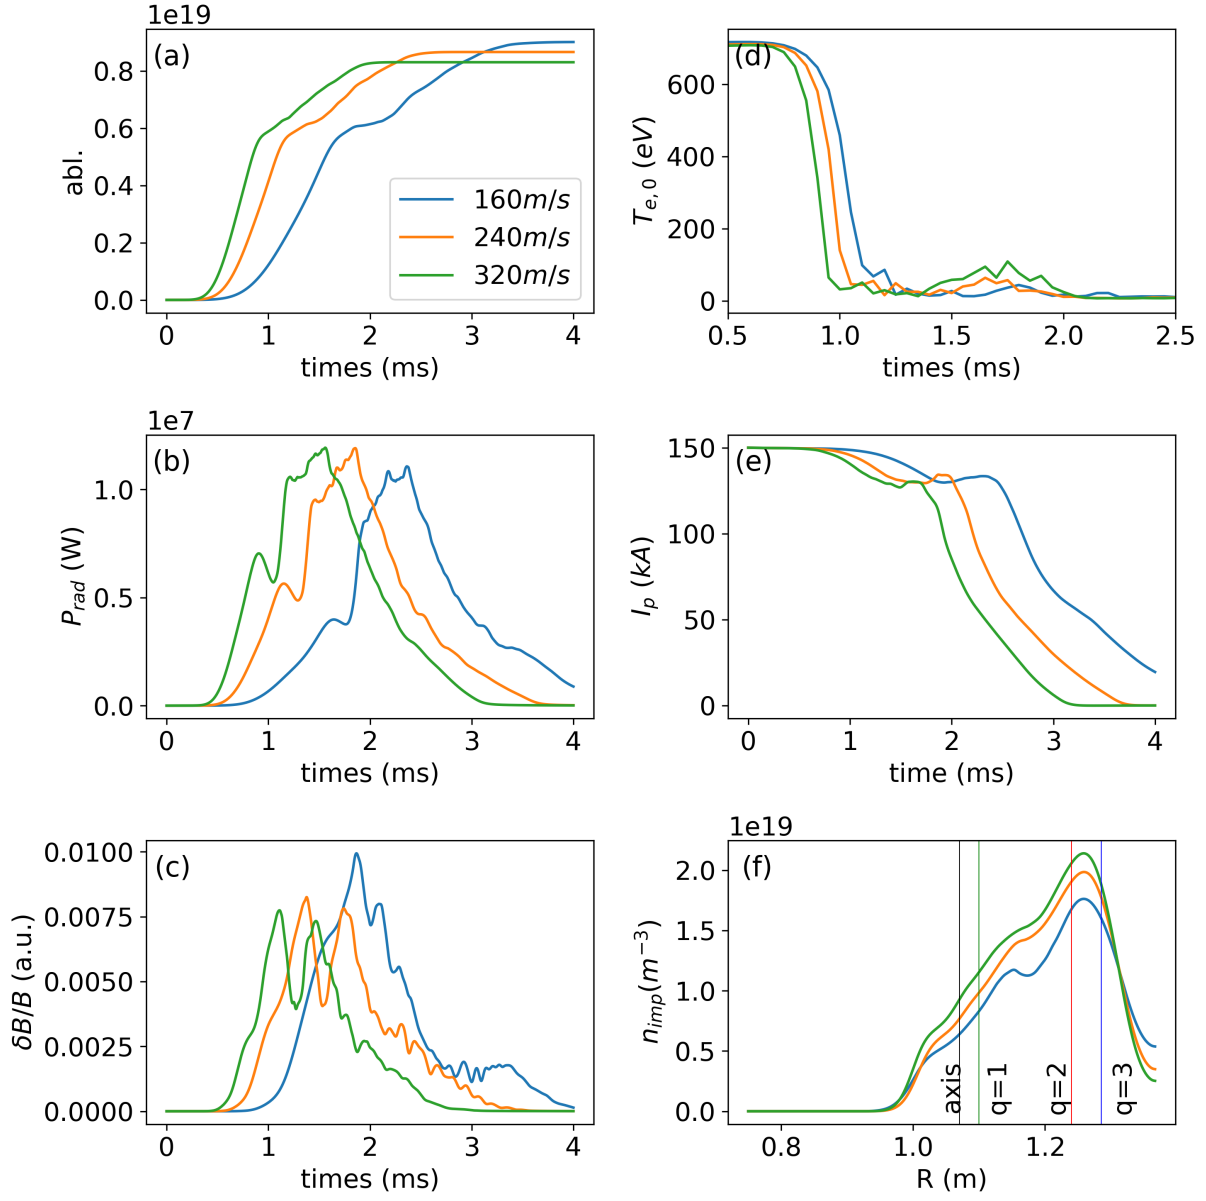 1e19
(a)
0.8
0.6
0.4
0.2
0.0
abl.
160m/s
240m/s
320m/s
0 1 2 3 4
times (ms)
(d)
600
400
200
0
T_{e,0} (eV)
0.5 1.0 1.5 2.0 2.5
times (ms)
1e7
(b)
1.0
0.5
0.0
P_{rad} (W)
0 1 2 3 4
times (ms)
(e)
150
100
50
0
I_p (kA)
0 1 2 3 4
time (ms)
(c)
0.0100
0.0075
0.0050
0.0025
0.0000
δB/B (a.u.)
0 1 2 3 4
times (ms)
1e19
(f)
2.0
1.5
1.0
0.5
0.0
n_{imp}(m^{−3})
axis
q=1
q=2
q=3
0.8 1.0 1.2
R (m)